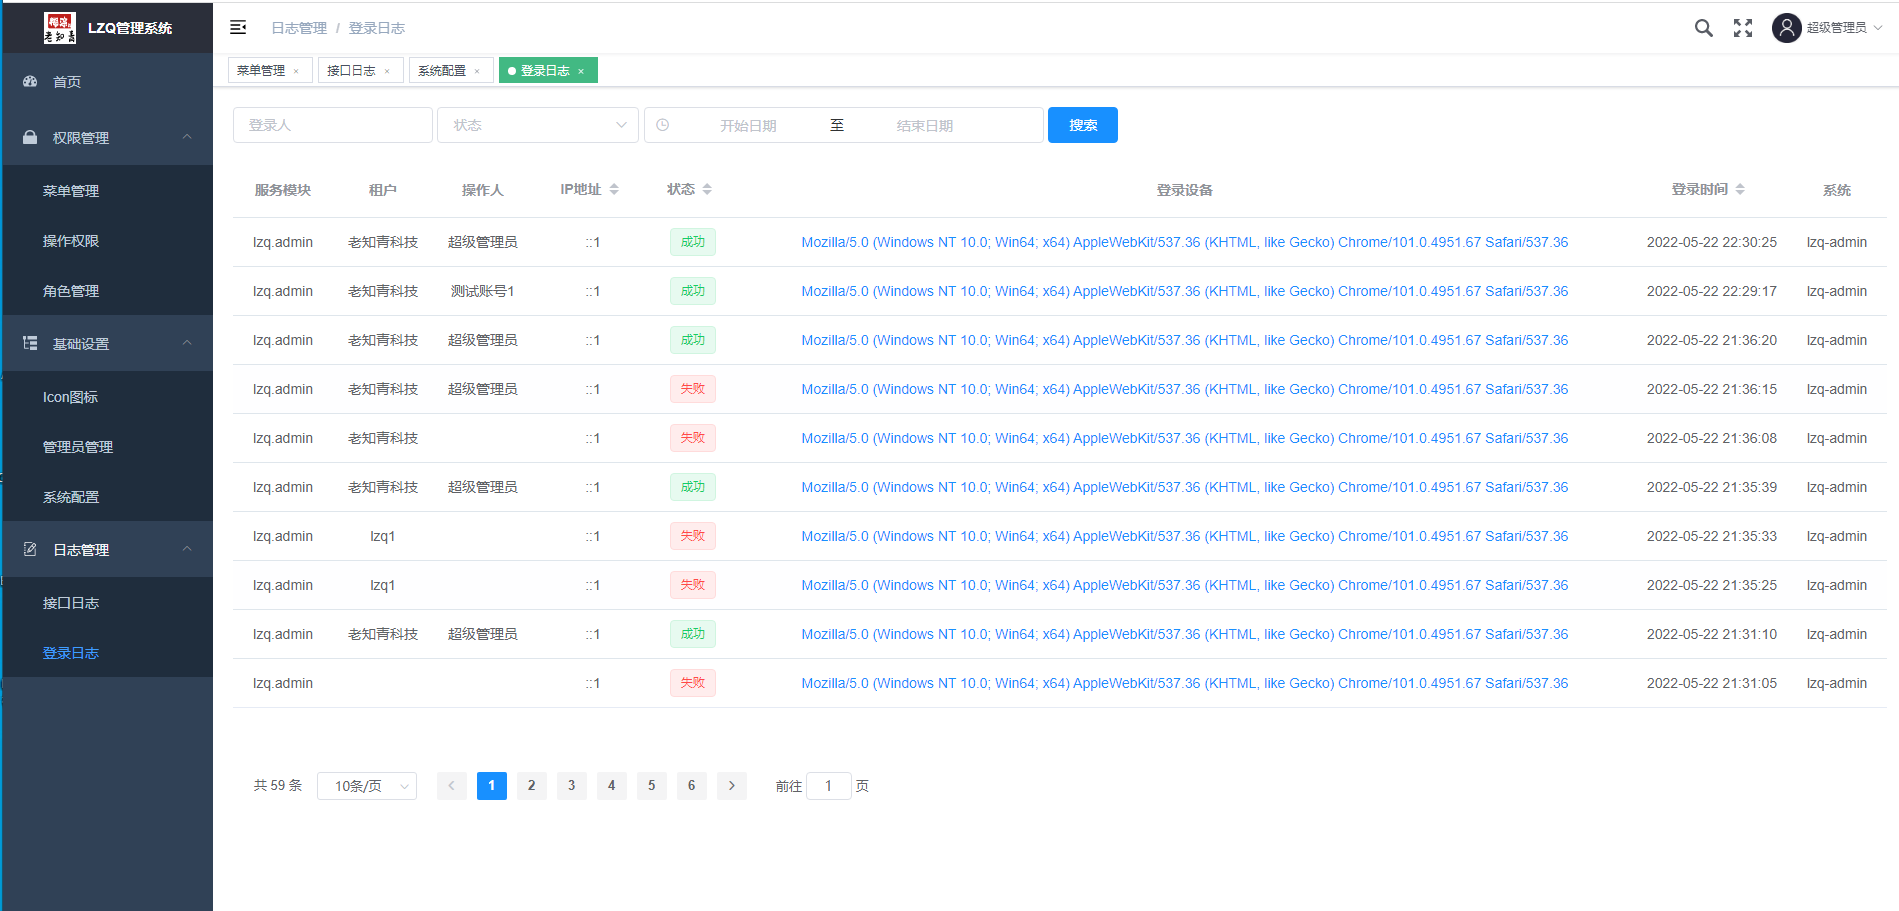 LZQ管理系统
日志管理 / 登录日志
超级管理员
菜单管理 × 接口日志 × 系统配置 × 登录日志 ×
首页
权限管理
菜单管理
操作权限
角色管理
基础设置
Icon图标
管理员管理
系统配置
日志管理
接口日志
登录日志
登录人 状态 开始日期 至 结束日期 搜索
服务模块 租户 操作人 IP地址 状态 登录设备 登录时间 系统
lzq.admin 老知青科技 超级管理员 ::1 成功 Mozilla/5.0 (Windows NT 10.0; Win64; x64) AppleWebKit/537.36 (KHTML, like Gecko) Chrome/101.0.4951.67 Safari/537.36 2022-05-22 22:30:25 lzq-admin
lzq.admin 老知青科技 测试账号1 ::1 成功 Mozilla/5.0 (Windows NT 10.0; Win64; x64) AppleWebKit/537.36 (KHTML, like Gecko) Chrome/101.0.4951.67 Safari/537.36 2022-05-22 22:29:17 lzq-admin
lzq.admin 老知青科技 超级管理员 ::1 成功 Mozilla/5.0 (Windows NT 10.0; Win64; x64) AppleWebKit/537.36 (KHTML, like Gecko) Chrome/101.0.4951.67 Safari/537.36 2022-05-22 21:36:20 lzq-admin
lzq.admin 老知青科技 超级管理员 ::1 失败 Mozilla/5.0 (Windows NT 10.0; Win64; x64) AppleWebKit/537.36 (KHTML, like Gecko) Chrome/101.0.4951.67 Safari/537.36 2022-05-22 21:36:15 lzq-admin
lzq.admin 老知青科技 ::1 失败 Mozilla/5.0 (Windows NT 10.0; Win64; x64) AppleWebKit/537.36 (KHTML, like Gecko) Chrome/101.0.4951.67 Safari/537.36 2022-05-22 21:36:08 lzq-admin
lzq.admin 老知青科技 超级管理员 ::1 成功 Mozilla/5.0 (Windows NT 10.0; Win64; x64) AppleWebKit/537.36 (KHTML, like Gecko) Chrome/101.0.4951.67 Safari/537.36 2022-05-22 21:35:39 lzq-admin
lzq.admin lzq1 ::1 失败 Mozilla/5.0 (Windows NT 10.0; Win64; x64) AppleWebKit/537.36 (KHTML, like Gecko) Chrome/101.0.4951.67 Safari/537.36 2022-05-22 21:35:33 lzq-admin
lzq.admin lzq1 ::1 失败 Mozilla/5.0 (Windows NT 10.0; Win64; x64) AppleWebKit/537.36 (KHTML, like Gecko) Chrome/101.0.4951.67 Safari/537.36 2022-05-22 21:35:25 lzq-admin
lzq.admin 老知青科技 超级管理员 ::1 成功 Mozilla/5.0 (Windows NT 10.0; Win64; x64) AppleWebKit/537.36 (KHTML, like Gecko) Chrome/101.0.4951.67 Safari/537.36 2022-05-22 21:31:10 lzq-admin
lzq.admin ::1 失败 Mozilla/5.0 (Windows NT 10.0; Win64; x64) AppleWebKit/537.36 (KHTML, like Gecko) Chrome/101.0.4951.67 Safari/537.36 2022-05-22 21:31:05 lzq-admin
共 59 条 10条/页 1 2 3 4 5 6 前往 1 页